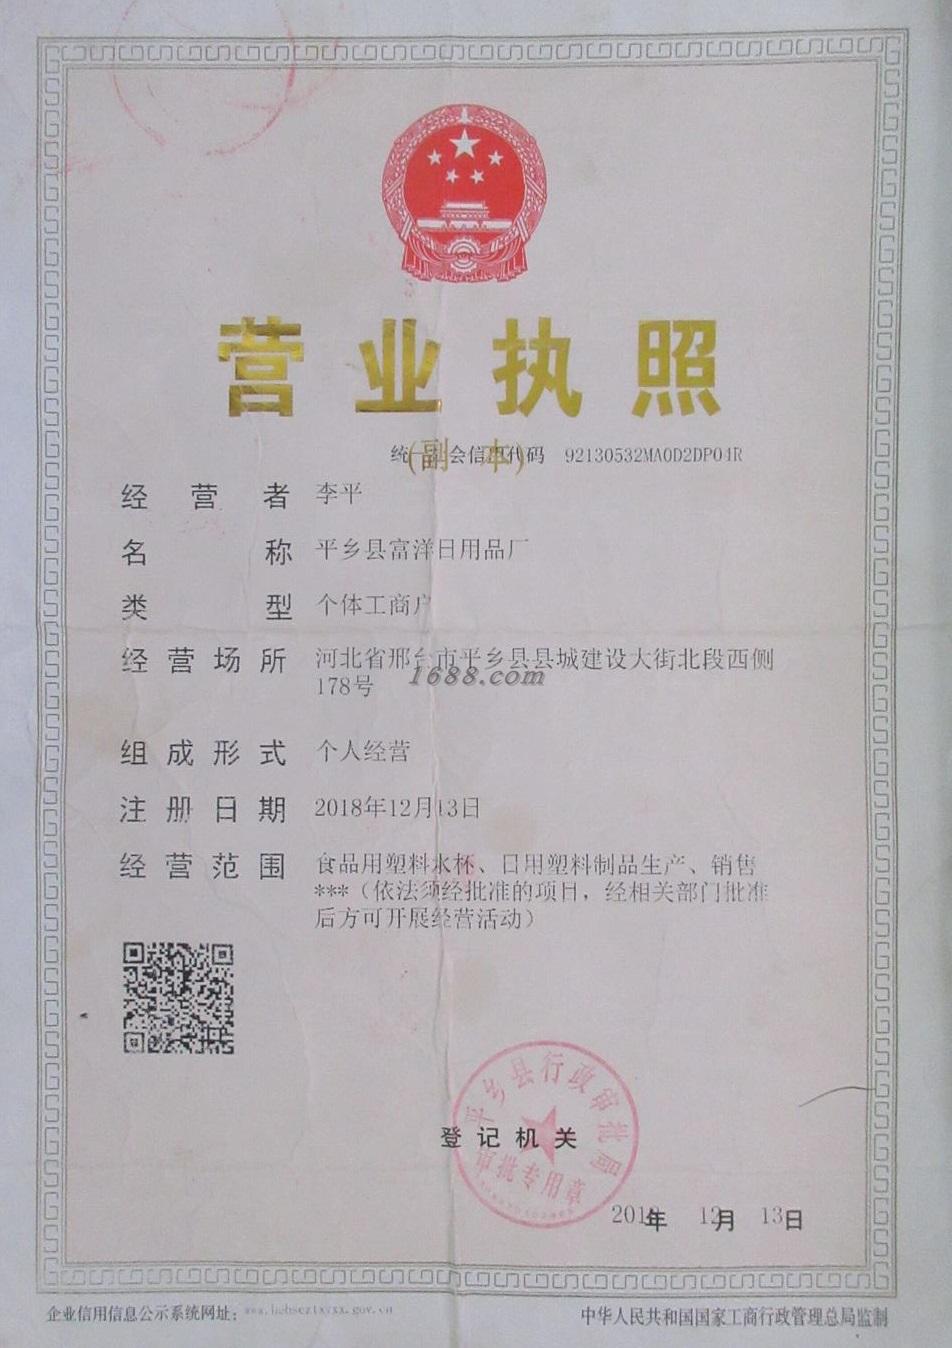 营业执照
(副 本)
统一社会信用代码 92130532MA0D2DP04R
经营者 李平
名称 平乡县富洋日用品厂
类型 个体工商户
经营场所 河北省邢台市平乡县县城建设大街北段西侧
178号
1688.com
组成形式 个人经营
注册日期 2018年12月13日
经营范围 食品用塑料水杯、日用塑料制品生产、销售
***(依法须经批准的项目,经相关部门批准
后方可开展经营活动)
平乡县行政审批局
登记机关
审批专用章
2018年 12月 13日
企业信用信息公示系统网址:
中华人民共和国国家工商行政管理总局监制